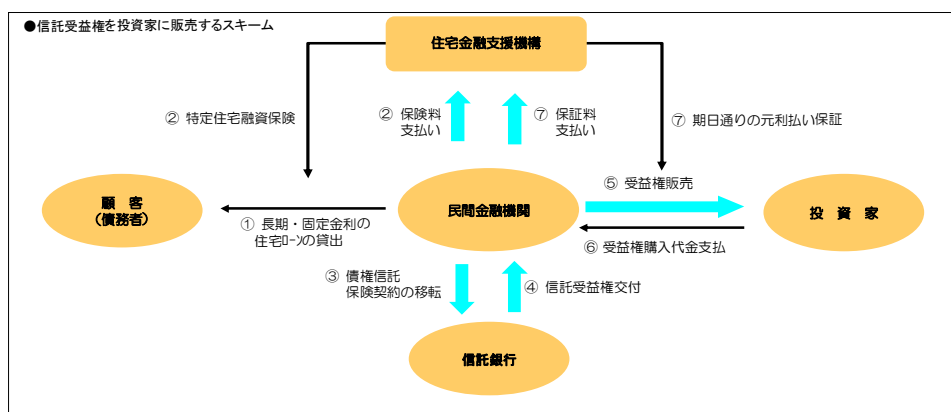 ●信託受益権を投資家に販売するスキーム
住宅金融支援機構
② 特定住宅融資保険
② 保険料
支払い
⑦ 保証料
支払い
⑦ 期日通りの元利払い保証
顧 客
（債務者）
① 長期・固定金利の
住宅ﾛｰﾝの貸出
民間金融機関
⑤ 受益権販売
投 資 家
⑥ 受益権購入代金支払
③ 債権信託
保険契約の移転
④ 信託受益権交付
信託銀行